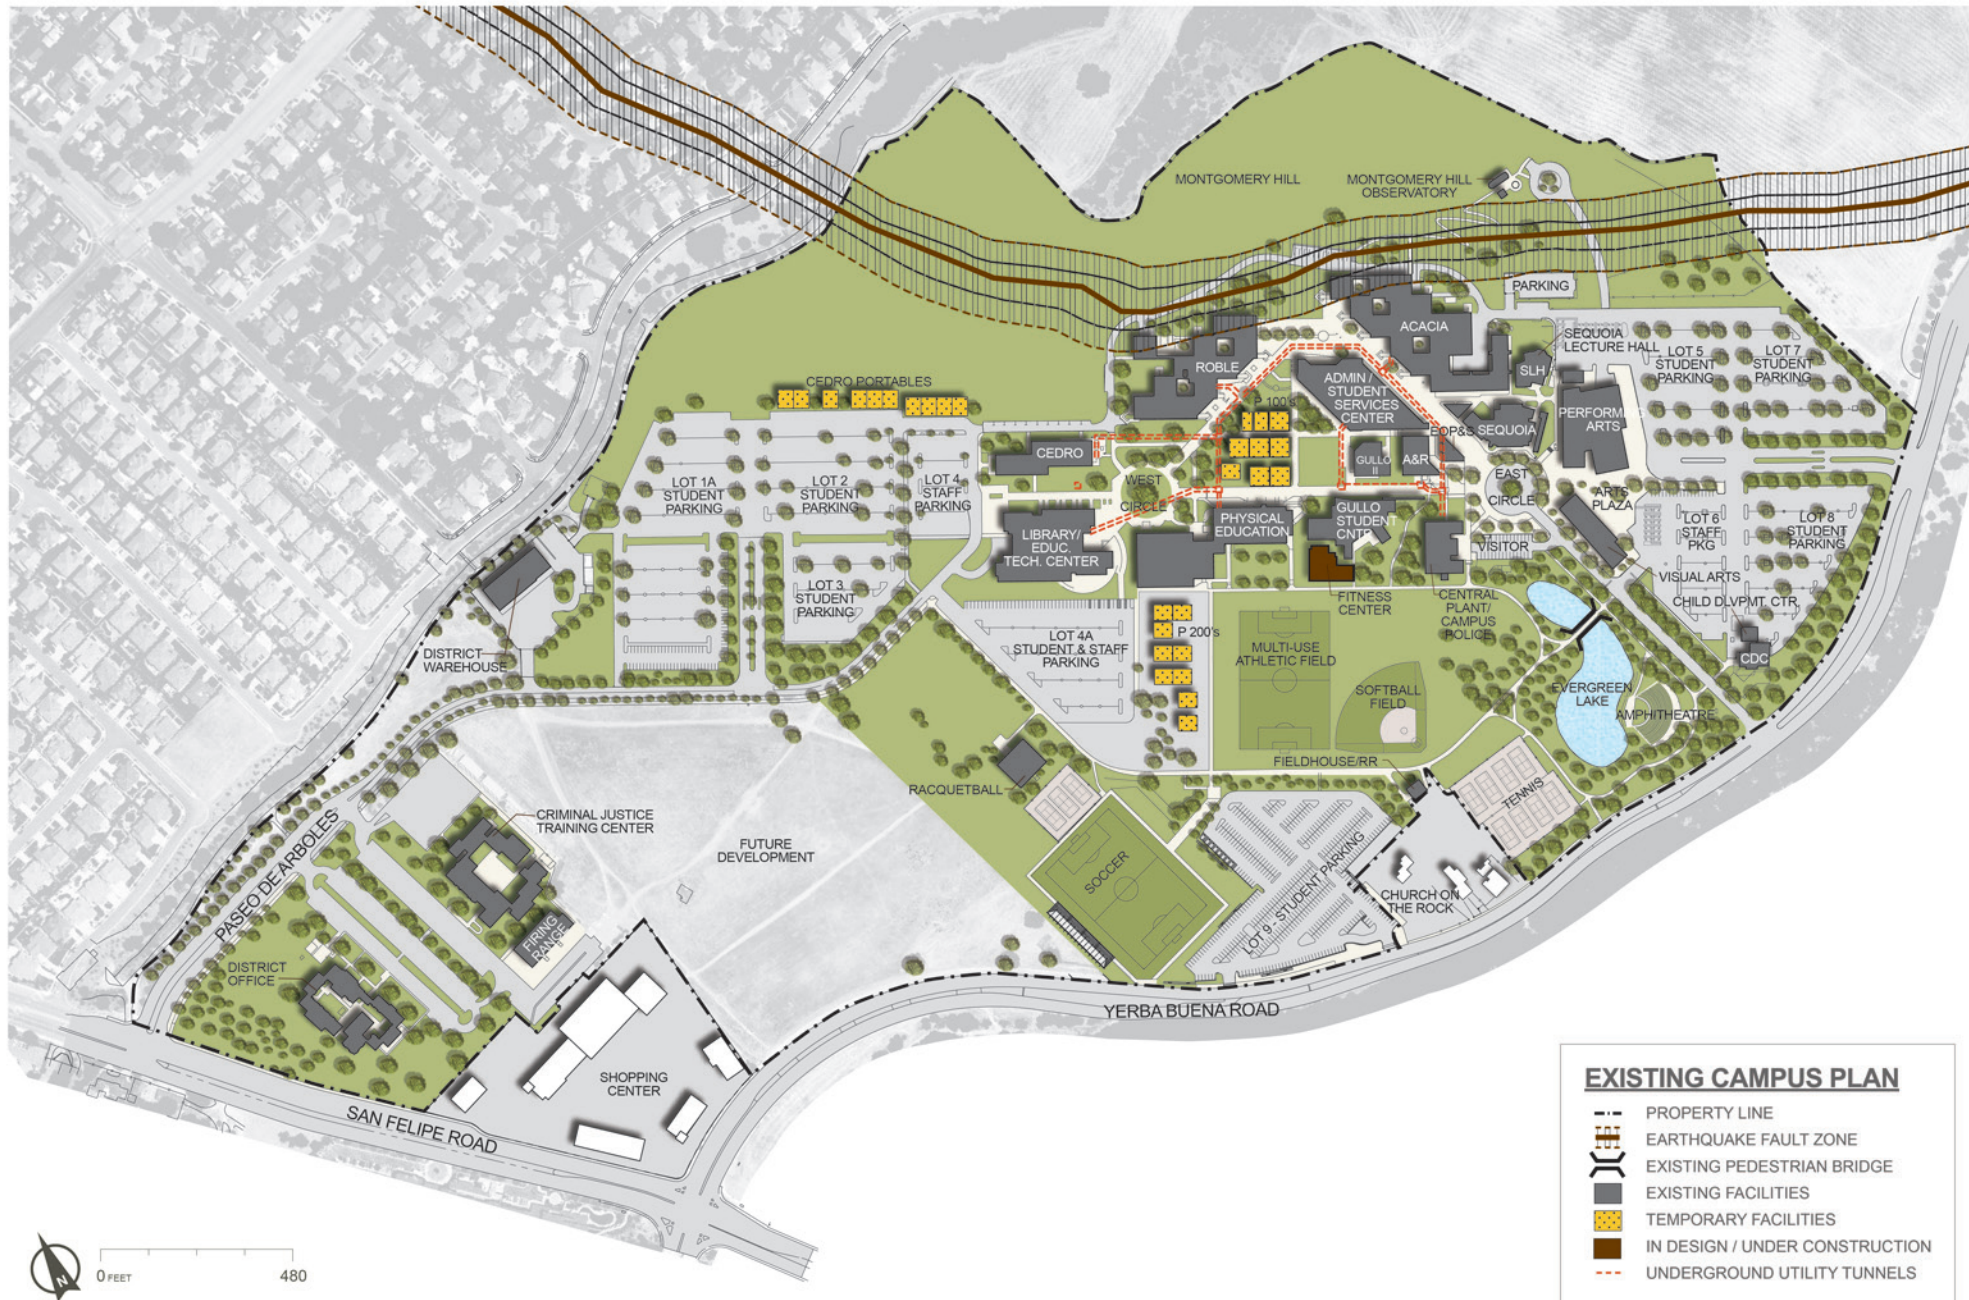 MONTGOMERY HILL
MONTGOMERY HILL
OBSERVATORY
PARKING
ACACIA
SEQUOIA
LECTURE HALL
LOT 5
STUDENT
PARKING
LOT 7
STUDENT
PARKING
ROBLE
SLH
CEDRO PORTABLES
ADMIN /
STUDENT
SERVICES
CENTER
P 100's
PERFORMING
ARTS
EOP&S
SEQUOIA
CEDRO
GULLO
II
A&R
WEST
CIRCLE
EAST
CIRCLE
LOT 1A
STUDENT
PARKING
LOT 2
STUDENT
PARKING
LOT 4
STAFF
PARKING
ARTS
PLAZA
LIBRARY/
EDUC.
TECH. CENTER
PHYSICAL
EDUCATION
GULLO
STUDENT
CNTR
VISITOR
LOT 6
STAFF
PKG
LOT 8
STUDENT
PARKING
LOT 3
STUDENT
PARKING
VISUAL ARTS
FITNESS
CENTER
CENTRAL
PLANT/
CAMPUS
POLICE
CHILD DLVPMT. CTR.
CDC
DISTRICT
WAREHOUSE
LOT 4A
STUDENT & STAFF
PARKING
P 200's
MULTI-USE
ATHLETIC FIELD
SOFTBALL
FIELD
EVERGREEN
LAKE
AMPHITHEATRE
FIELDHOUSE/RR
RACQUETBALL
TENNIS
CRIMINAL JUSTICE
TRAINING CENTER
FUTURE
DEVELOPMENT
SOCCER
LOT 9 - STUDENT PARKING
CHURCH ON
THE ROCK
PASEO DE ARBOLES
FIRING
RANGE
DISTRICT
OFFICE
YERBA BUENA ROAD
SHOPPING
CENTER
SAN FELIPE ROAD
EXISTING CAMPUS PLAN
PROPERTY LINE
EARTHQUAKE FAULT ZONE
EXISTING PEDESTRIAN BRIDGE
EXISTING FACILITIES
TEMPORARY FACILITIES
IN DESIGN / UNDER CONSTRUCTION
UNDERGROUND UTILITY TUNNELS
N
0 FEET
480